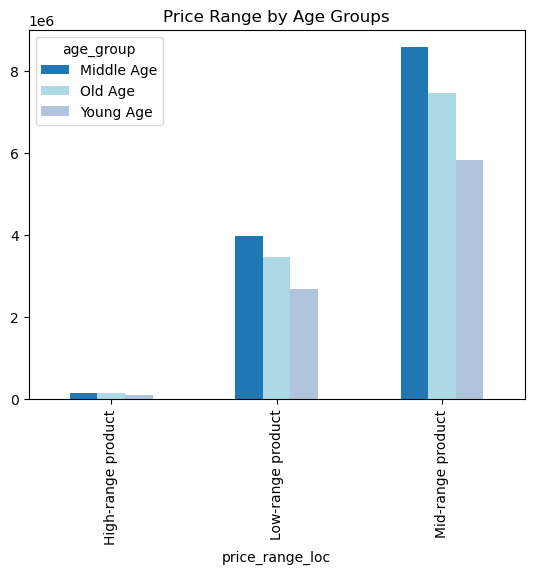 Price Range by Age Groups
1e6
age_group
Middle Age
Old Age
Young Age
8
6
4
2
0
High-range product
Low-range product
Mid-range product
price_range_loc